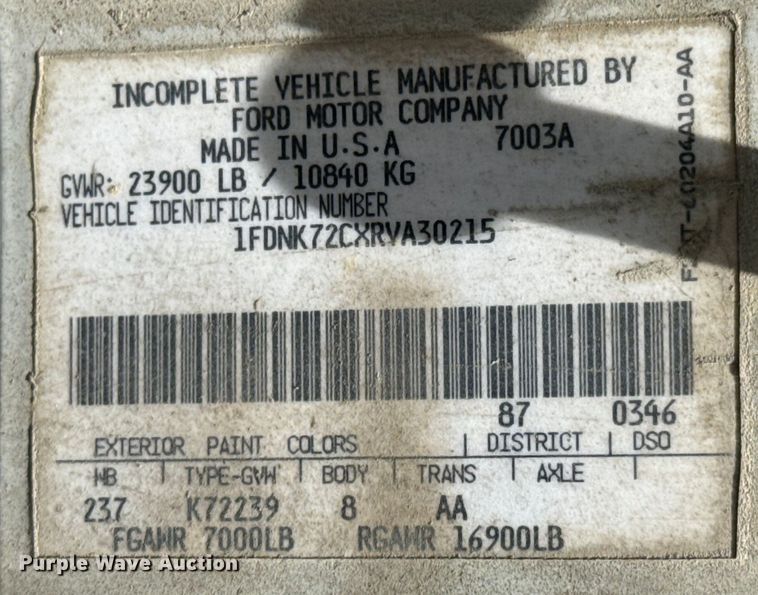 INCOMPLETE VEHICLE MANUFACTURED BY
FORD MOTOR COMPANY
MADE IN U.S.A 7003A
GVWR: 23900 LB / 10840 KG
VEHICLE IDENTIFICATION NUMBER
1FDNK72CXRVA30215
87 0346
EXTERIOR PAINT COLORS DISTRICT DSO
WB TYPE-GVW BODY TRANS AXLE
237 K72239 8 AA
FGAWR 7000LB RGAWR 16900LB
Purple Wave Auction